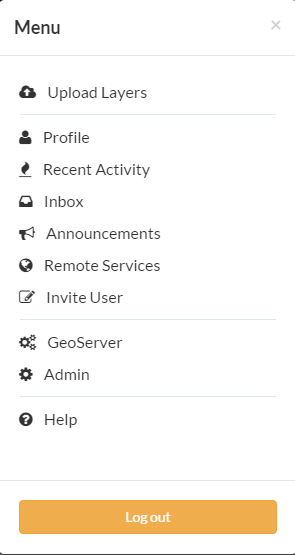 Menu ×
Upload Layers
Profile
Recent Activity
Inbox
Announcements
Remote Services
Invite User
GeoServer
Admin
Help
Log out